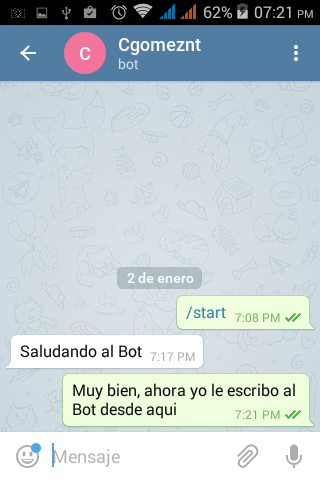 62% 07:21 PM
C
Cgomeznt
bot
2 de enero
/start 7:08 PM
Saludando al Bot 7:17 PM
Muy bien, ahora yo le escribo al
Bot desde aqui 7:21 PM
Mensaje